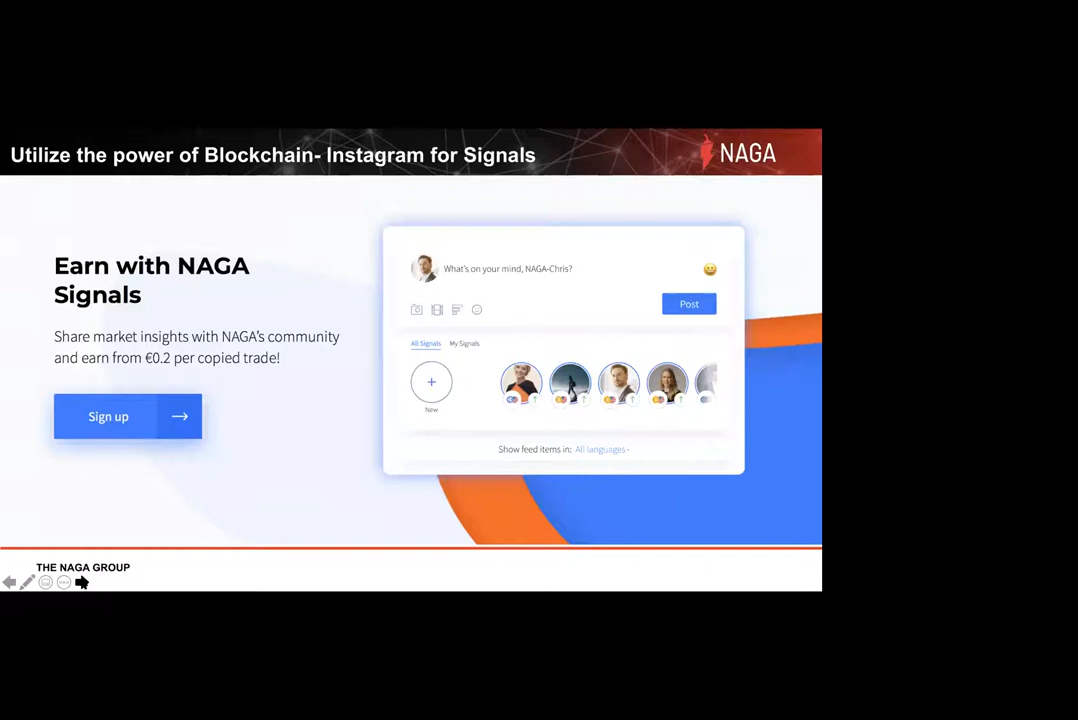 Utilize the power of Blockchain- Instagram for Signals
NAGA
Earn with NAGA
Signals
Share market insights with NAGA's community
and earn from €0.2 per copied trade!
Sign up
What's on your mind, NAGA-Chris?
Post
All Signals My Signals
New
Show feed items in: All languages
THE NAGA GROUP